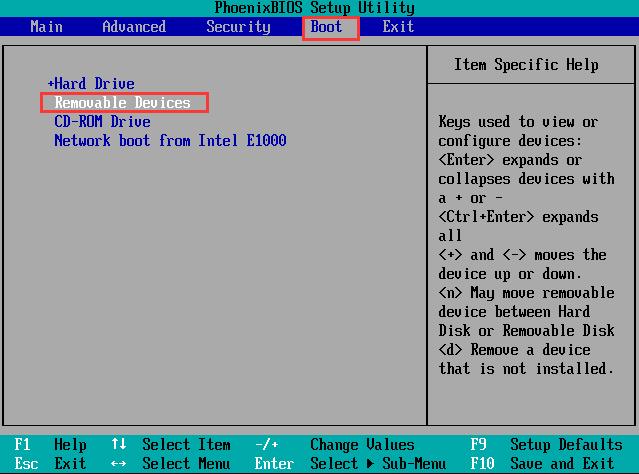 PhoenixBIOS Setup Utility
Main Advanced Security Boot Exit
+Hard Drive
Removable Devices
CD-ROM Drive
Network boot from Intel E1000
Item Specific Help
Keys used to view or
configure devices:
<Enter> expands or
collapses devices with
a + or -
<Ctrl+Enter> expands
all
<+> and <-> moves the
device up or down.
<n> May move removable
device between Hard
Disk or Removable Disk
<d> Remove a device
that is not installed.
F1 Help ↑↓ Select Item -/+ Change Values F9 Setup Defaults
Esc Exit ↔ Select Menu Enter Select ▶ Sub-Menu F10 Save and Exit